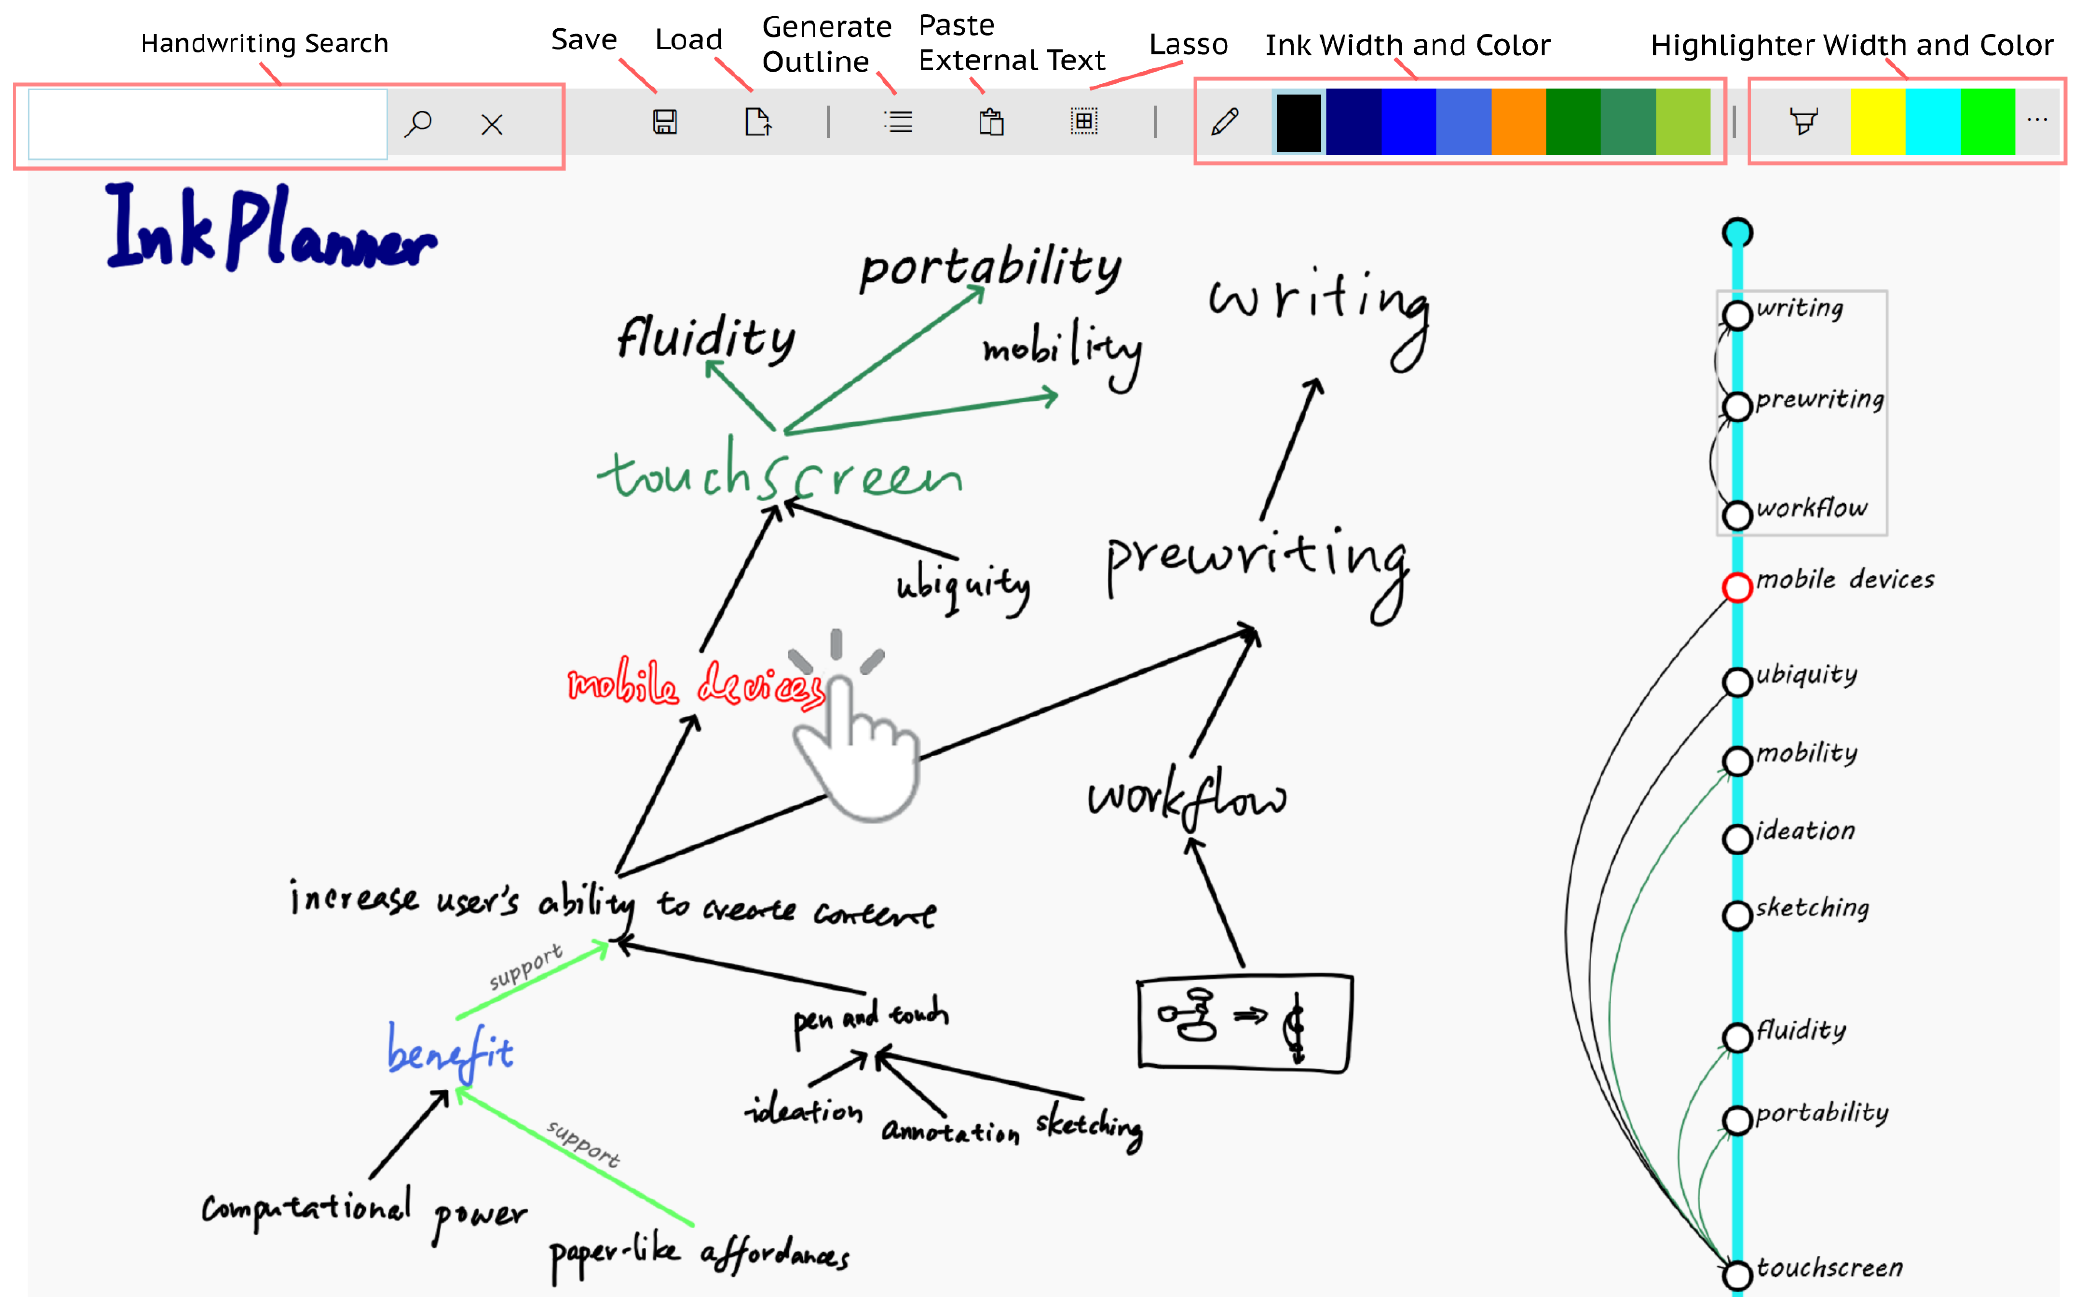 Handwriting Search
Save
Load
Generate
Outline
Paste
External Text
Lasso
Ink Width and Color
Highlighter Width and Color
...
InkPlanner
portability
writing
fluidity
mobility
touchscreen
ubiquity
prewriting
mobile devices
workflow
increase user's ability to create content
support
benefit
pen and touch
ideation
annotation
sketching
support
computational power
paper-like affordances
writing
prewriting
workflow
mobile devices
ubiquity
mobility
ideation
sketching
fluidity
portability
touchscreen